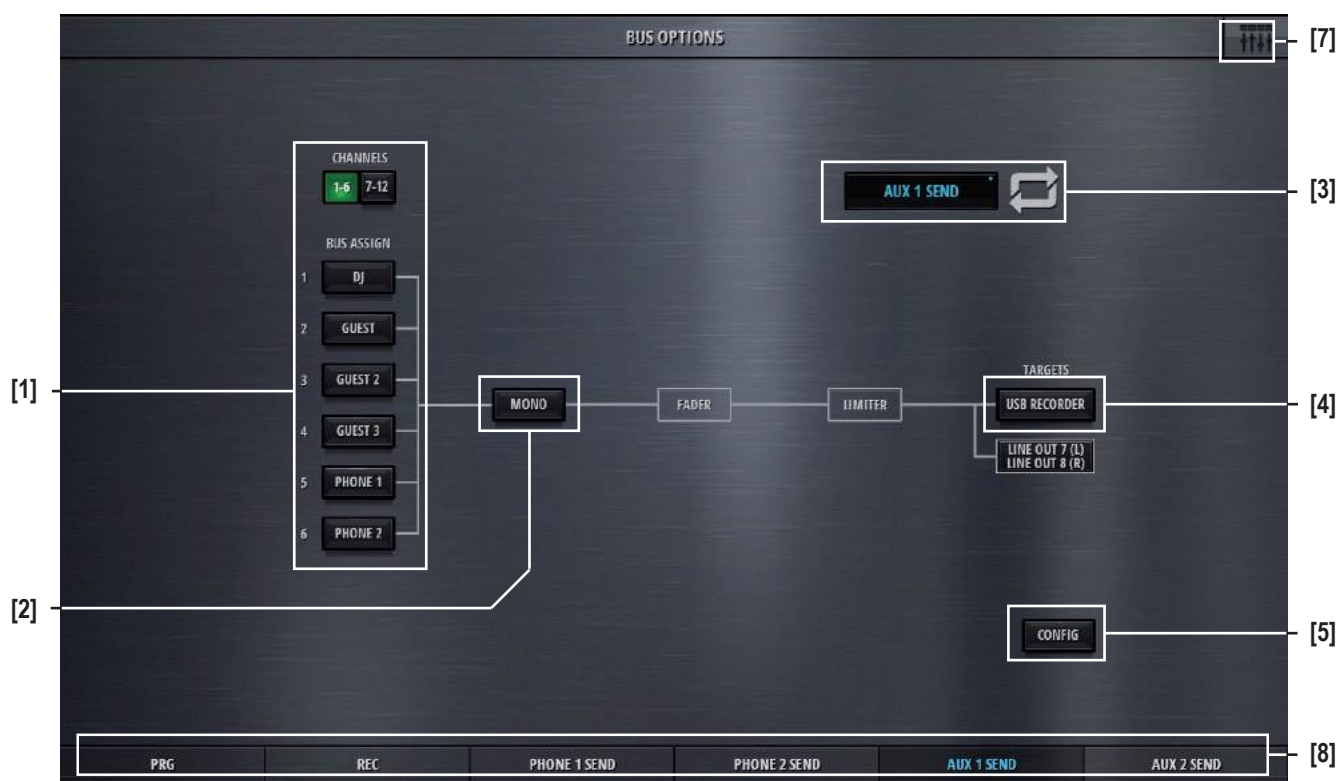 BUS OPTIONS
[7]
CHANNELS
1-6 7-12
AUX 1 SEND
[3]
BUS ASSIGN
1 DJ
2 GUEST
3 GUEST 2
4 GUEST 3
5 PHONE 1
6 PHONE 2
[1]
[2]
MONO
FADER
LIMITER
TARGETS
USB RECORDER
[4]
LINE OUT 7 (L)
LINE OUT 8 (R)
CONFIG
[5]
PRG REC PHONE 1 SEND PHONE 2 SEND AUX 1 SEND AUX 2 SEND
[8]